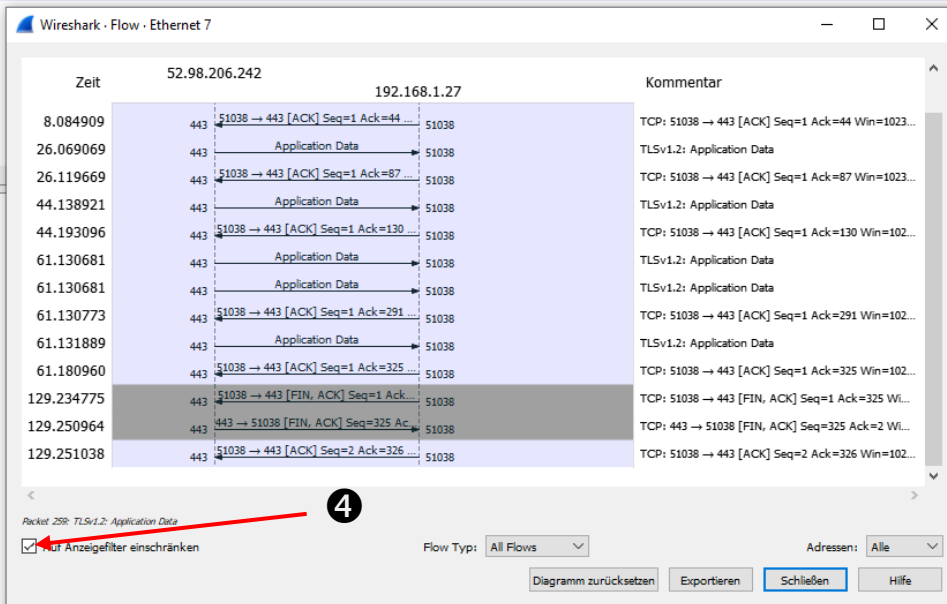 Wireshark · Flow · Ethernet 7
Zeit 52.98.206.242 192.168.1.27 Kommentar
8.084909 443 51038 → 443 [ACK] Seq=1 Ack=44 ... 51038 TCP: 51038 → 443 [ACK] Seq=1 Ack=44 Win=1023...
26.069069 443 Application Data 51038 TLSv1.2: Application Data
26.119669 443 51038 → 443 [ACK] Seq=1 Ack=87 ... 51038 TCP: 51038 → 443 [ACK] Seq=1 Ack=87 Win=1023...
44.138921 443 Application Data 51038 TLSv1.2: Application Data
44.193096 443 51038 → 443 [ACK] Seq=1 Ack=130 ... 51038 TCP: 51038 → 443 [ACK] Seq=1 Ack=130 Win=102...
61.130681 443 Application Data 51038 TLSv1.2: Application Data
61.130681 443 Application Data 51038 TLSv1.2: Application Data
61.130773 443 51038 → 443 [ACK] Seq=1 Ack=291 ... 51038 TCP: 51038 → 443 [ACK] Seq=1 Ack=291 Win=102...
61.131889 443 Application Data 51038 TLSv1.2: Application Data
61.180960 443 51038 → 443 [ACK] Seq=1 Ack=325 ... 51038 TCP: 51038 → 443 [ACK] Seq=1 Ack=325 Win=102...
129.234775 443 51038 → 443 [FIN, ACK] Seq=1 Ack... 51038 TCP: 51038 → 443 [FIN, ACK] Seq=1 Ack=325 Wi...
129.250964 443 443 → 51038 [FIN, ACK] Seq=325 Ac... 51038 TCP: 443 → 51038 [FIN, ACK] Seq=325 Ack=2 Wi...
129.251038 443 51038 → 443 [ACK] Seq=2 Ack=326 ... 51038 TCP: 51038 → 443 [ACK] Seq=2 Ack=326 Win=102...
4
Packet 259: TLSv1.2: Application Data
Auf Anzeigefilter einschränken Flow Typ: All Flows Adressen: Alle
Diagramm zurücksetzen Exportieren Schließen Hilfe